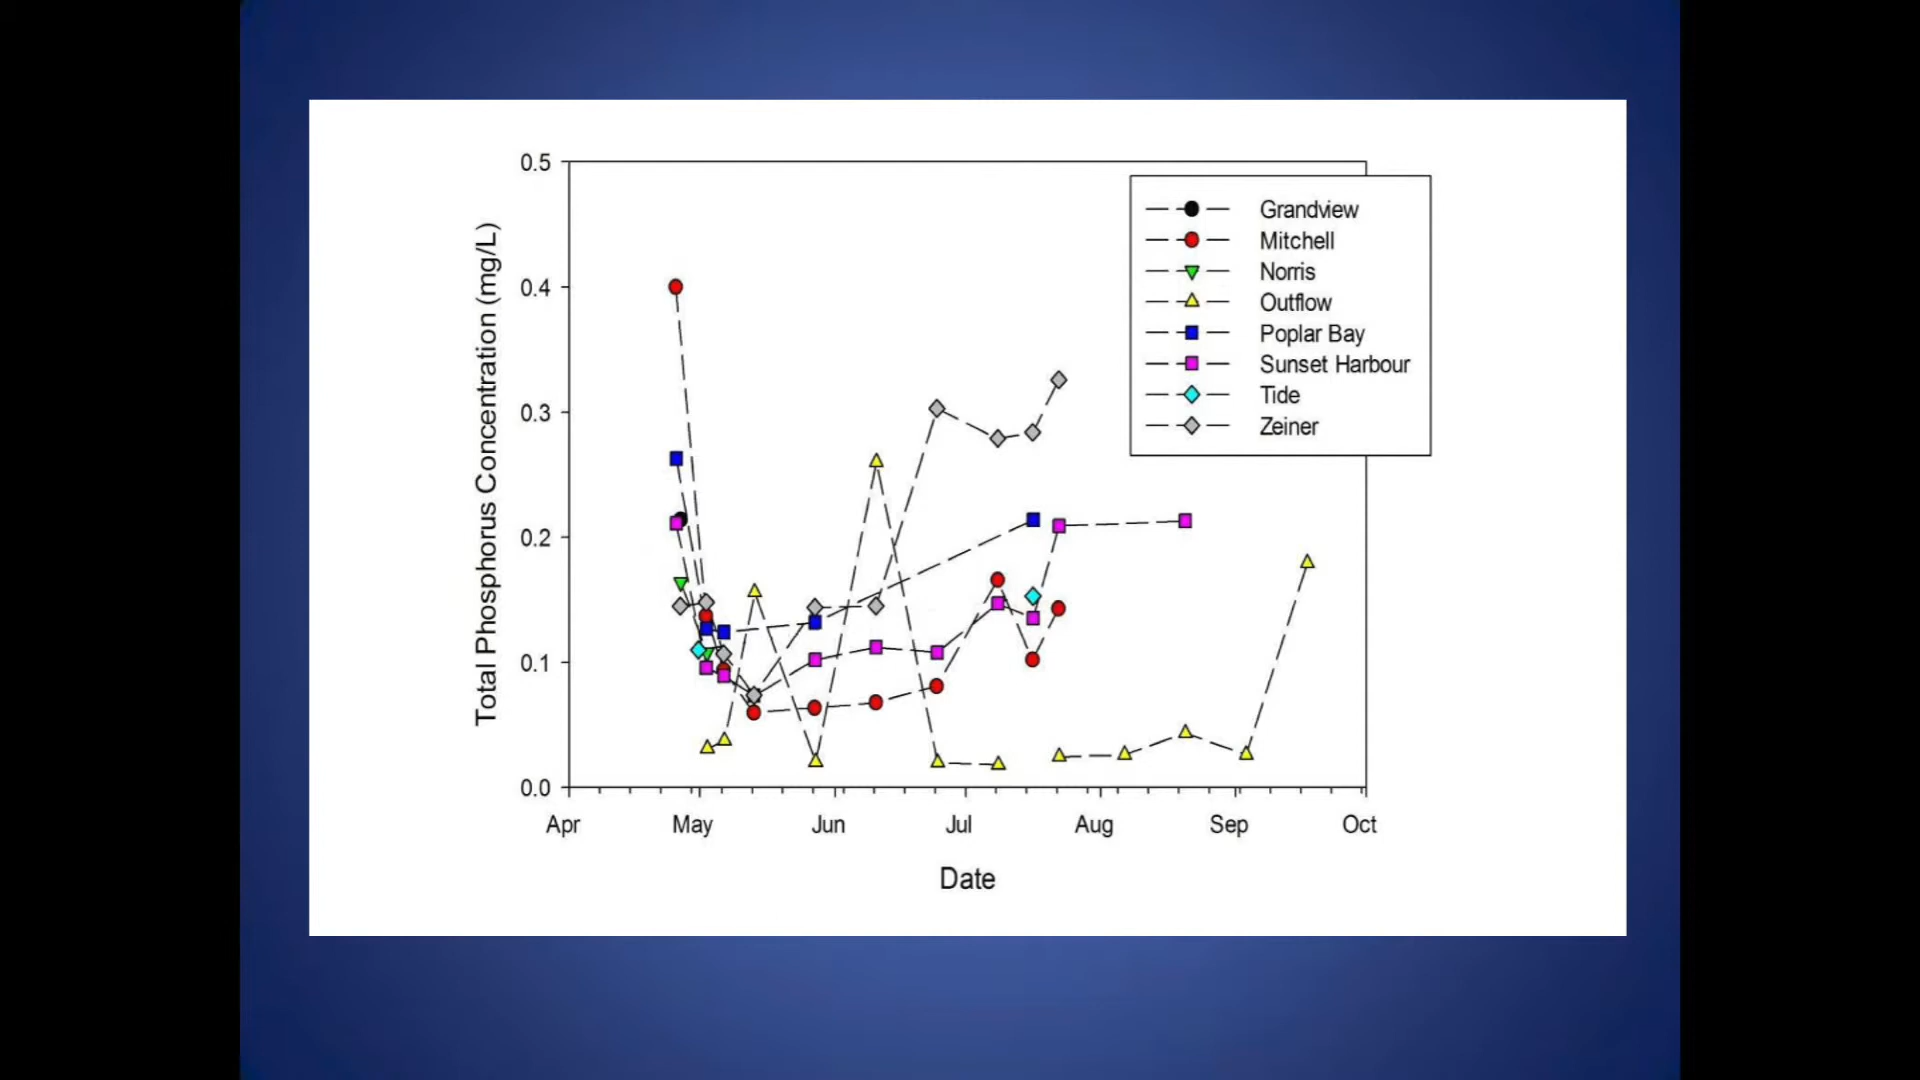 0.5
0.4
0.3
0.2
0.1
0.0
Total Phosphorus Concentration (mg/L)
Grandview
Mitchell
Norris
Outflow
Poplar Bay
Sunset Harbour
Tide
Zeiner
Apr May Jun Jul Aug Sep Oct
Date